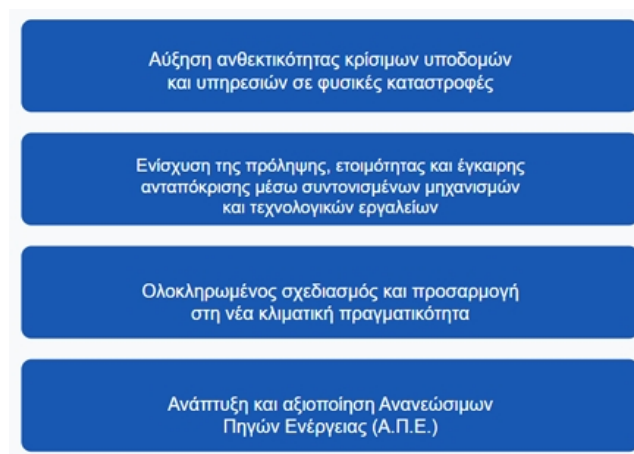 Αύξηση ανθεκτικότητας κρίσιμων υποδομών
και υπηρεσιών σε φυσικές καταστροφές
Ενίσχυση της πρόληψης, ετοιμότητας και έγκαιρης
ανταπόκρισης μέσω συντονισμένων μηχανισμών
και τεχνολογικών εργαλείων
Ολοκληρωμένος σχεδιασμός και προσαρμογή
στη νέα κλιματική πραγματικότητα
Ανάπτυξη και αξιοποίηση Ανανεώσιμων
Πηγών Ενέργειας (Α.Π.Ε.)